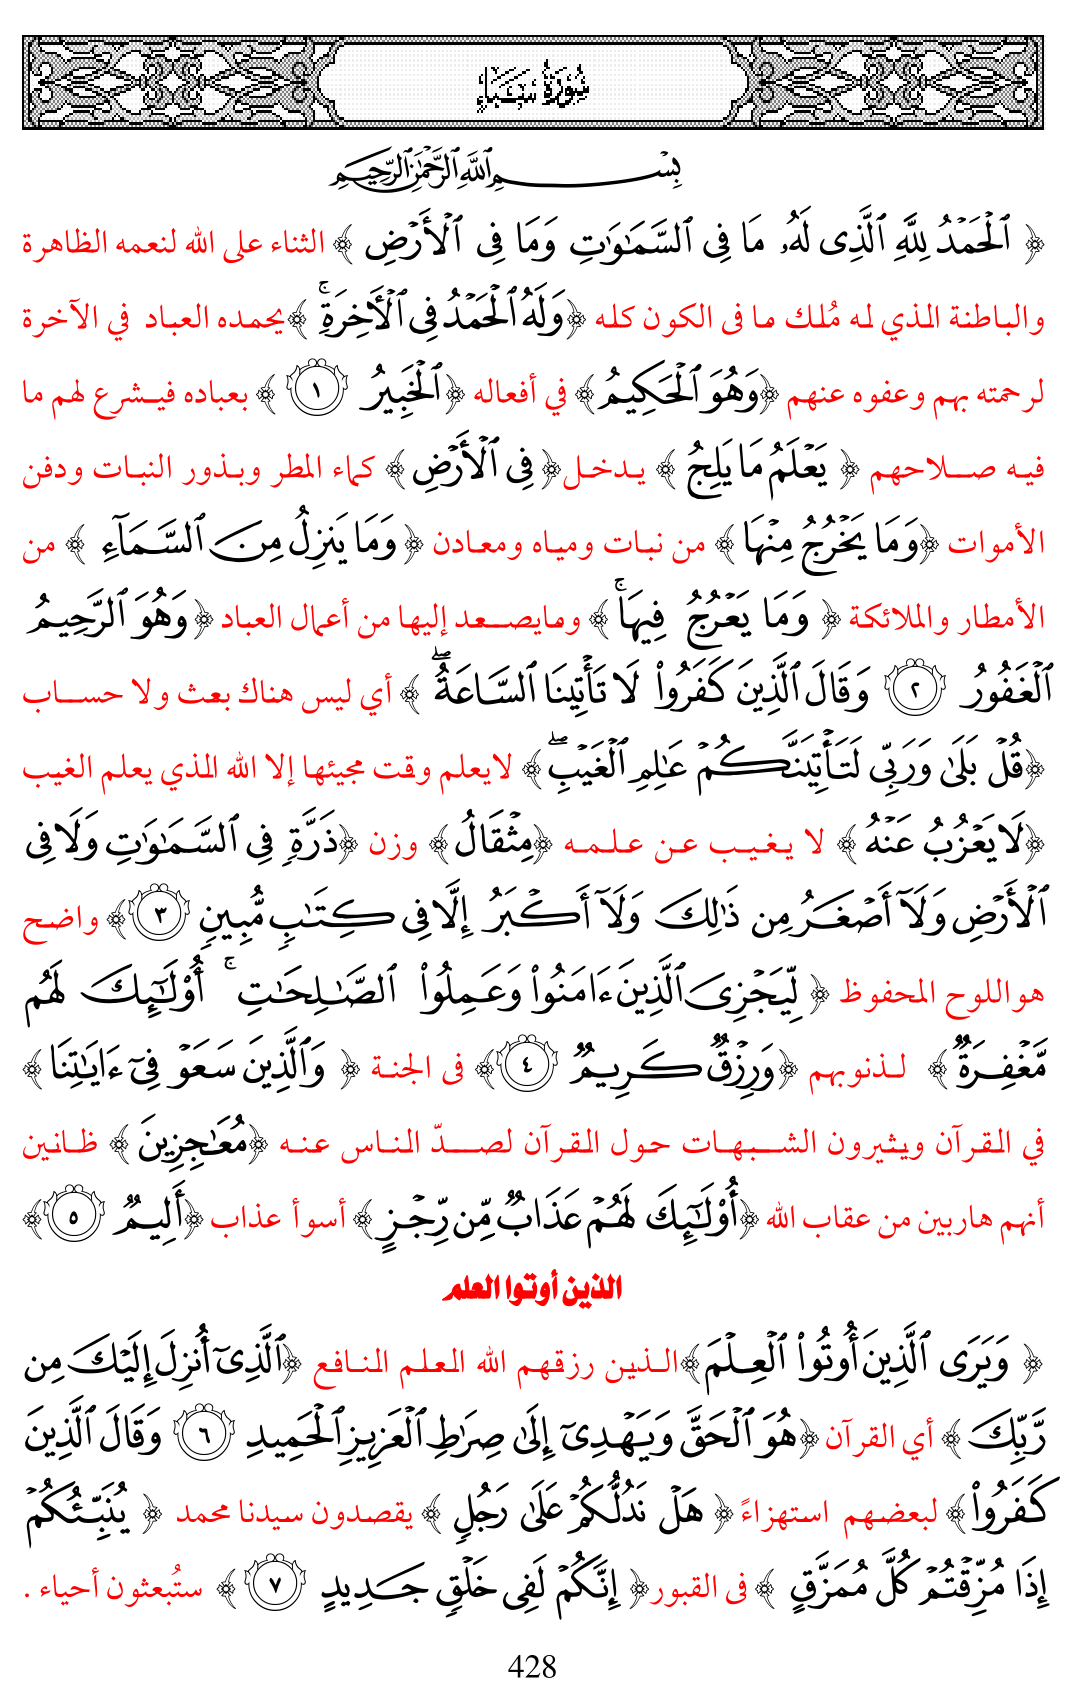 سُورَةُ سَبَإٍ
بِسْمِ ٱللَّهِ ٱلرَّحْمَٰنِ ٱلرَّحِيمِ
﴿ ٱلْحَمْدُ لِلَّهِ ٱلَّذِى لَهُۥ مَا فِى ٱلسَّمَٰوَٰتِ وَمَا فِى ٱلْأَرْضِ ﴾ الثناء على الله لنعمه الظاهرة
والباطنة الذي له مُلك ما فى الكون كله ﴿وَلَهُ ٱلْحَمْدُ فِى ٱلْأَخِرَةِ ۚ ﴾يحمده العباد في الآخرة
لرحمته بهم وعفوه عنهم ﴿وَهُوَ ٱلْحَكِيمُ﴾ في أفعاله ﴿ٱلْخَبِيرُ ١ ﴾ بعباده فيشرع لهم ما
فيه صلاحهم ﴿ يَعْلَمُ مَا يَلِجُ ﴾ يدخل﴿ فِى ٱلْأَرْضِ ﴾ كماء المطر وبذور النبات ودفن
الأموات ﴿وَمَا يَخْرُجُ مِنْهَا﴾ من نبات ومياه ومعادن ﴿وَمَا يَنزِلُ مِنَ ٱلسَّمَآءِ ﴾ من
الأمطار والملائكة ﴿ وَمَا يَعْرُجُ فِيهَا ۚ﴾ ومايصعد إليها من أعمال العباد ﴿وَهُوَ ٱلرَّحِيمُ
ٱلْغَفُورُ ٢ وَقَالَ ٱلَّذِينَ كَفَرُوا۟ لَا تَأْتِينَا ٱلسَّاعَةُ ۖ ﴾ أي ليس هناك بعث ولا حساب
﴿قُلْ بَلَىٰ وَرَبِّى لَتَأْتِيَنَّكُمْ عَٰلِمِ ٱلْغَيْبِ ۖ﴾ لايعلم وقت مجيئها إلا الله الذي يعلم الغيب
﴿لَا يَعْزُبُ عَنْهُ ﴾ لا يغيب عن علمه ﴿مِثْقَالُ﴾ وزن ﴿ذَرَّةٍ فِى ٱلسَّمَٰوَٰتِ وَلَا فِى
ٱلْأَرْضِ وَلَآ أَصْغَرُ مِن ذَٰلِكَ وَلَآ أَكْبَرُ إِلَّا فِى كِتَٰبٍ مُّبِينٍ ٣﴾ واضح
هواللوح المحفوظ ﴿ لِّيَجْزِىَ ٱلَّذِينَ ءَامَنُوا۟ وَعَمِلُوا۟ ٱلصَّٰلِحَٰتِ ۚ أُو۟لَٰٓئِكَ لَهُم
مَّغْفِرَةٌ﴾ لذنوبهم ﴿وَرِزْقٌ كَرِيمٌ ٤﴾ فى الجنة ﴿ وَٱلَّذِينَ سَعَوْ فِىٓ ءَايَٰتِنَا﴾
في القرآن ويثيرون الشبهات حول القرآن لصدّ الناس عنه ﴿مُعَٰجِزِينَ﴾ ظانين
أنهم هاربين من عقاب الله ﴿أُو۟لَٰٓئِكَ لَهُمْ عَذَابٌ مِّن رِّجْزٍ﴾ أسوأ عذاب ﴿أَلِيمٌ ٥﴾
الذين أوتوا العلم
﴿ وَيَرَى ٱلَّذِينَ أُوتُوا۟ ٱلْعِلْمَ﴾الذين رزقهم الله العلم النافع ﴿ٱلَّذِىٓ أُنزِلَ إِلَيْكَ مِن
رَّبِّكَ﴾ أي القرآن ﴿هُوَ ٱلْحَقَّ وَيَهْدِىٓ إِلَىٰ صِرَٰطِ ٱلْعَزِيزِ ٱلْحَمِيدِ ٦ وَقَالَ ٱلَّذِينَ
كَفَرُوا۟﴾ لبعضهم استهزاءً﴿ هَلْ نَدُلُّكُمْ عَلَىٰ رَجُلٍ﴾ يقصدون سيدنا محمد ﴿ يُنَبِّئُكُمْ
إِذَا مُزِّقْتُمْ كُلَّ مُمَزَّقٍ ﴾ فى القبور﴿ إِنَّكُمْ لَفِى خَلْقٍ جَدِيدٍ ٧ ﴾ ستُبعثون أحياء .
428